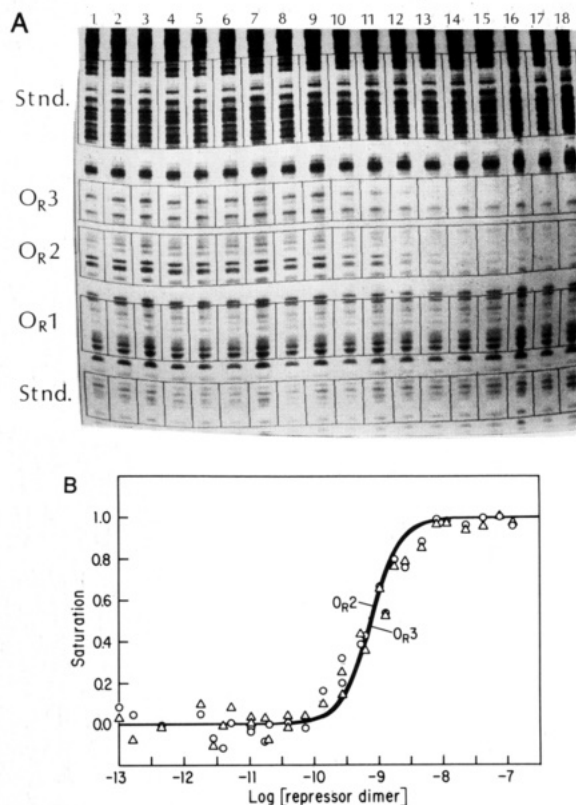 A
1 2 3 4 5 6 7 8 9 10 11 12 13 14 15 16 17 18
Stnd.
OR3
OR2
OR1
Stnd.
B
Saturation
1.0
0.8
0.6
0.4
0.2
0.0
OR2
OR3
-13 -12 -11 -10 -9 -8 -7
Log [repressor dimer]